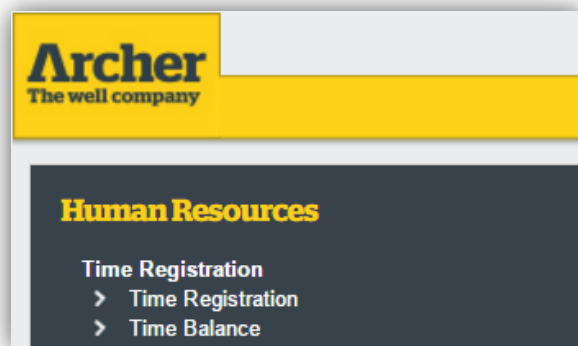 Archer
The well company
Human Resources
Time Registration
Time Registration
Time Balance